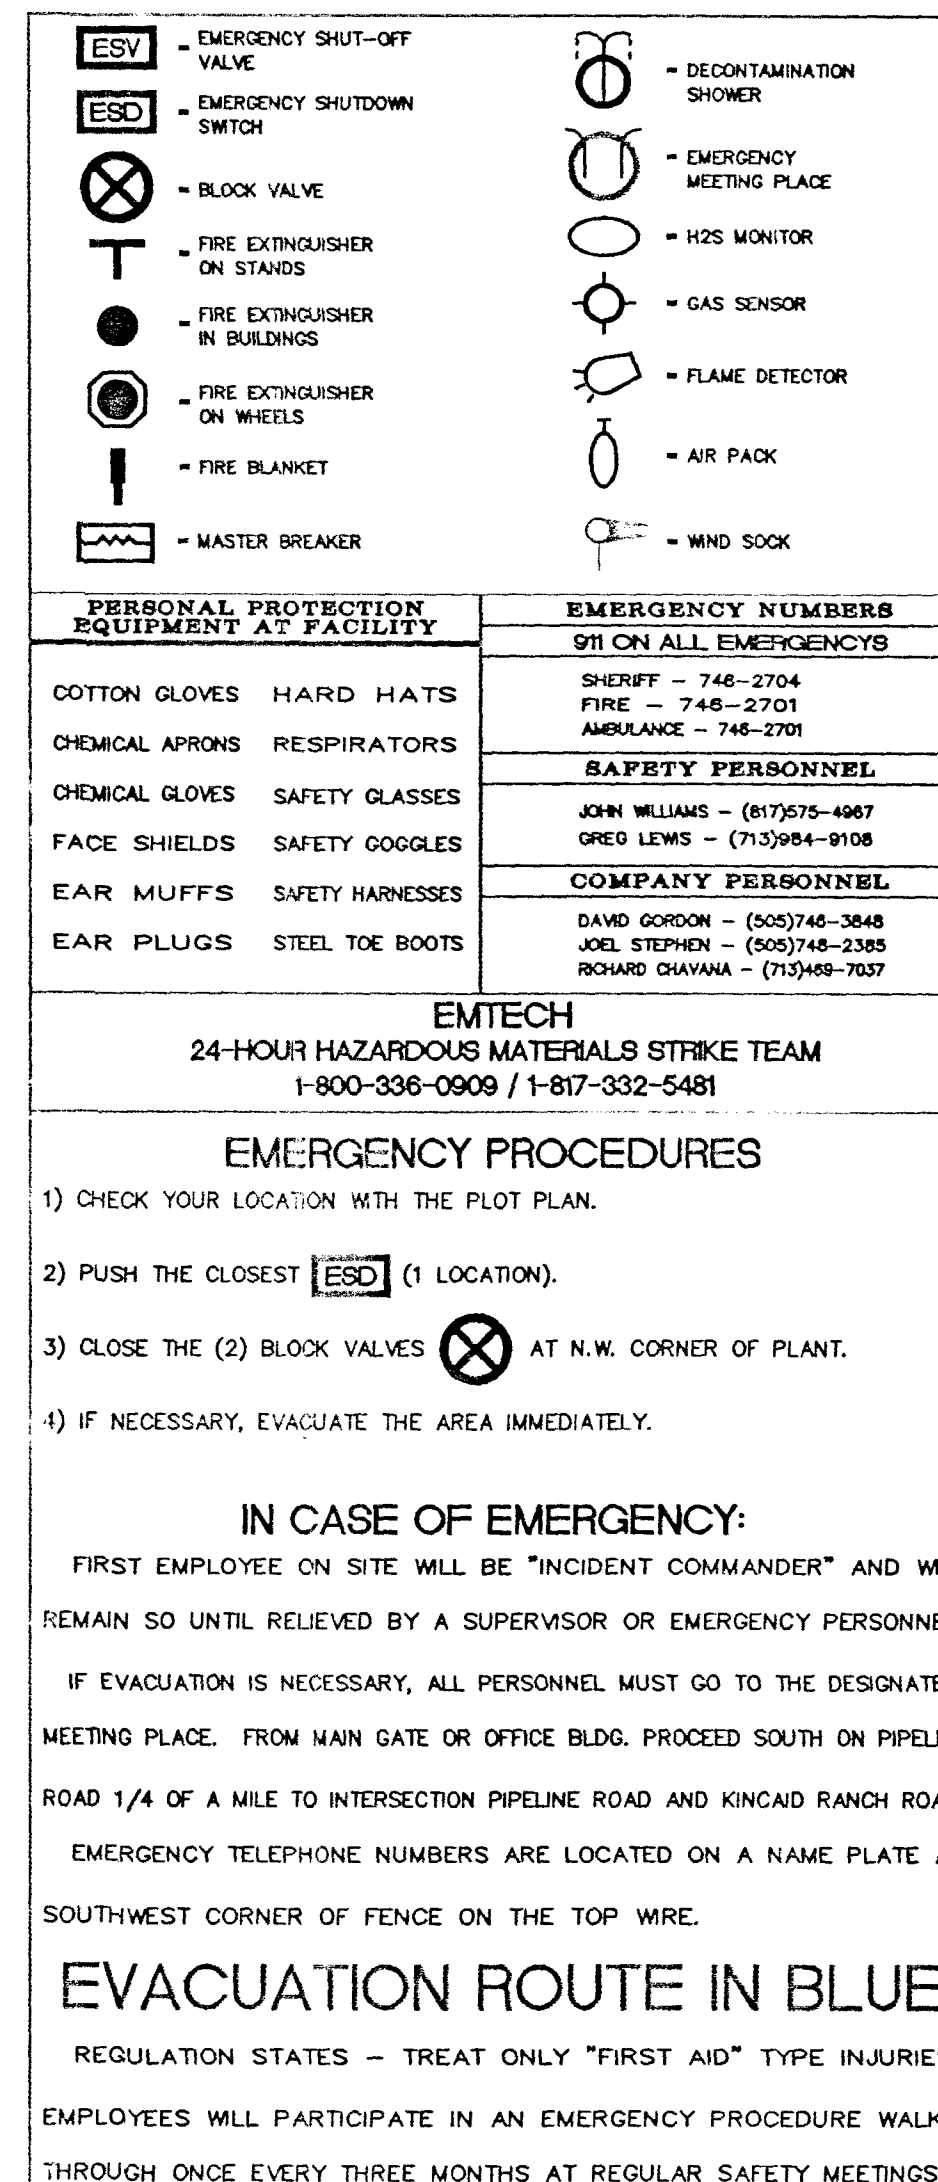 ESV - EMERGENCY SHUT-OFF
VALVE
ESD - EMERGENCY SHUTDOWN
SWITCH
- BLOCK VALVE
- FIRE EXTINGUISHER
ON STANDS
- FIRE EXTINGUISHER
IN BUILDINGS
- FIRE EXTINGUISHER
ON WHEELS
- FIRE BLANKET
- MASTER BREAKER
- DECONTAMINATION
SHOWER
- EMERGENCY
MEETING PLACE
- H2S MONITOR
- GAS SENSOR
- FLAME DETECTOR
- AIR PACK
- WIND SOCK
PERSONAL PROTECTION
EQUIPMENT AT FACILITY
COTTON GLOVES HARD HATS
CHEMICAL APRONS RESPIRATORS
CHEMICAL GLOVES SAFETY GLASSES
FACE SHIELDS SAFETY GOGGLES
EAR MUFFS SAFETY HARNESSES
EAR PLUGS STEEL TOE BOOTS
EMERGENCY NUMBERS
911 ON ALL EMERGENCYS
SHERIFF - 746-2704
FIRE - 746-2701
AMBULANCE - 746-2701
SAFETY PERSONNEL
JOHN WILLIAMS - (817)575-4967
GREG LEWIS - (713)984-9108
COMPANY PERSONNEL
DAVID GORDON - (505)746-3848
JOEL STEPHEN - (505)748-2385
RICHARD CHAVANA - (713)469-7037
EMTECH
24-HOUR HAZARDOUS MATERIALS STRIKE TEAM
1-800-336-0909 / 1-817-332-5481
EMERGENCY PROCEDURES
1) CHECK YOUR LOCATION WITH THE PLOT PLAN.
2) PUSH THE CLOSEST ESD (1 LOCATION).
3) CLOSE THE (2) BLOCK VALVES AT N.W. CORNER OF PLANT.
4) IF NECESSARY, EVACUATE THE AREA IMMEDIATELY.
IN CASE OF EMERGENCY:
FIRST EMPLOYEE ON SITE WILL BE "INCIDENT COMMANDER" AND WI
REMAIN SO UNTIL RELIEVED BY A SUPERVISOR OR EMERGENCY PERSONNE
IF EVACUATION IS NECESSARY, ALL PERSONNEL MUST GO TO THE DESIGNATE
MEETING PLACE. FROM MAIN GATE OR OFFICE BLDG. PROCEED SOUTH ON PIPELI
ROAD 1/4 OF A MILE TO INTERSECTION PIPELINE ROAD AND KINCAID RANCH ROA
EMERGENCY TELEPHONE NUMBERS ARE LOCATED ON A NAME PLATE
SOUTHWEST CORNER OF FENCE ON THE TOP WIRE.
EVACUATION ROUTE IN BLUE
REGULATION STATES - TREAT ONLY "FIRST AID" TYPE INJURIE
EMPLOYEES WILL PARTICIPATE IN AN EMERGENCY PROCEDURE WALK
THROUGH ONCE EVERY THREE MONTHS AT REGULAR SAFETY MEETINGS